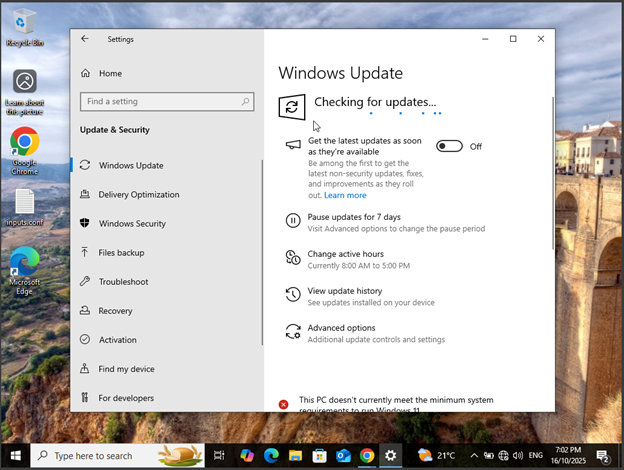 Recycle Bin
Learn about
this picture
Google
Chrome
inputs.conf
Microsoft
Edge
Settings
Home
Find a setting
Update & Security
Windows Update
Delivery Optimization
Windows Security
Files backup
Troubleshoot
Recovery
Activation
Find my device
For developers
Windows Update
Checking for updates...
Get the latest updates as soon
as they're available
Off
Be among the first to get the
latest non-security updates, fixes,
and improvements as they roll
out. Learn more
Pause updates for 7 days
Visit Advanced options to change the pause period
Change active hours
Currently 8:00 AM to 5:00 PM
View update history
See updates installed on your device
Advanced options
Additional update controls and settings
This PC doesn't currently meet the minimum system
requirements to run Windows 11
Type here to search
21°C
ENG
7:02 PM
16/10/2025
2